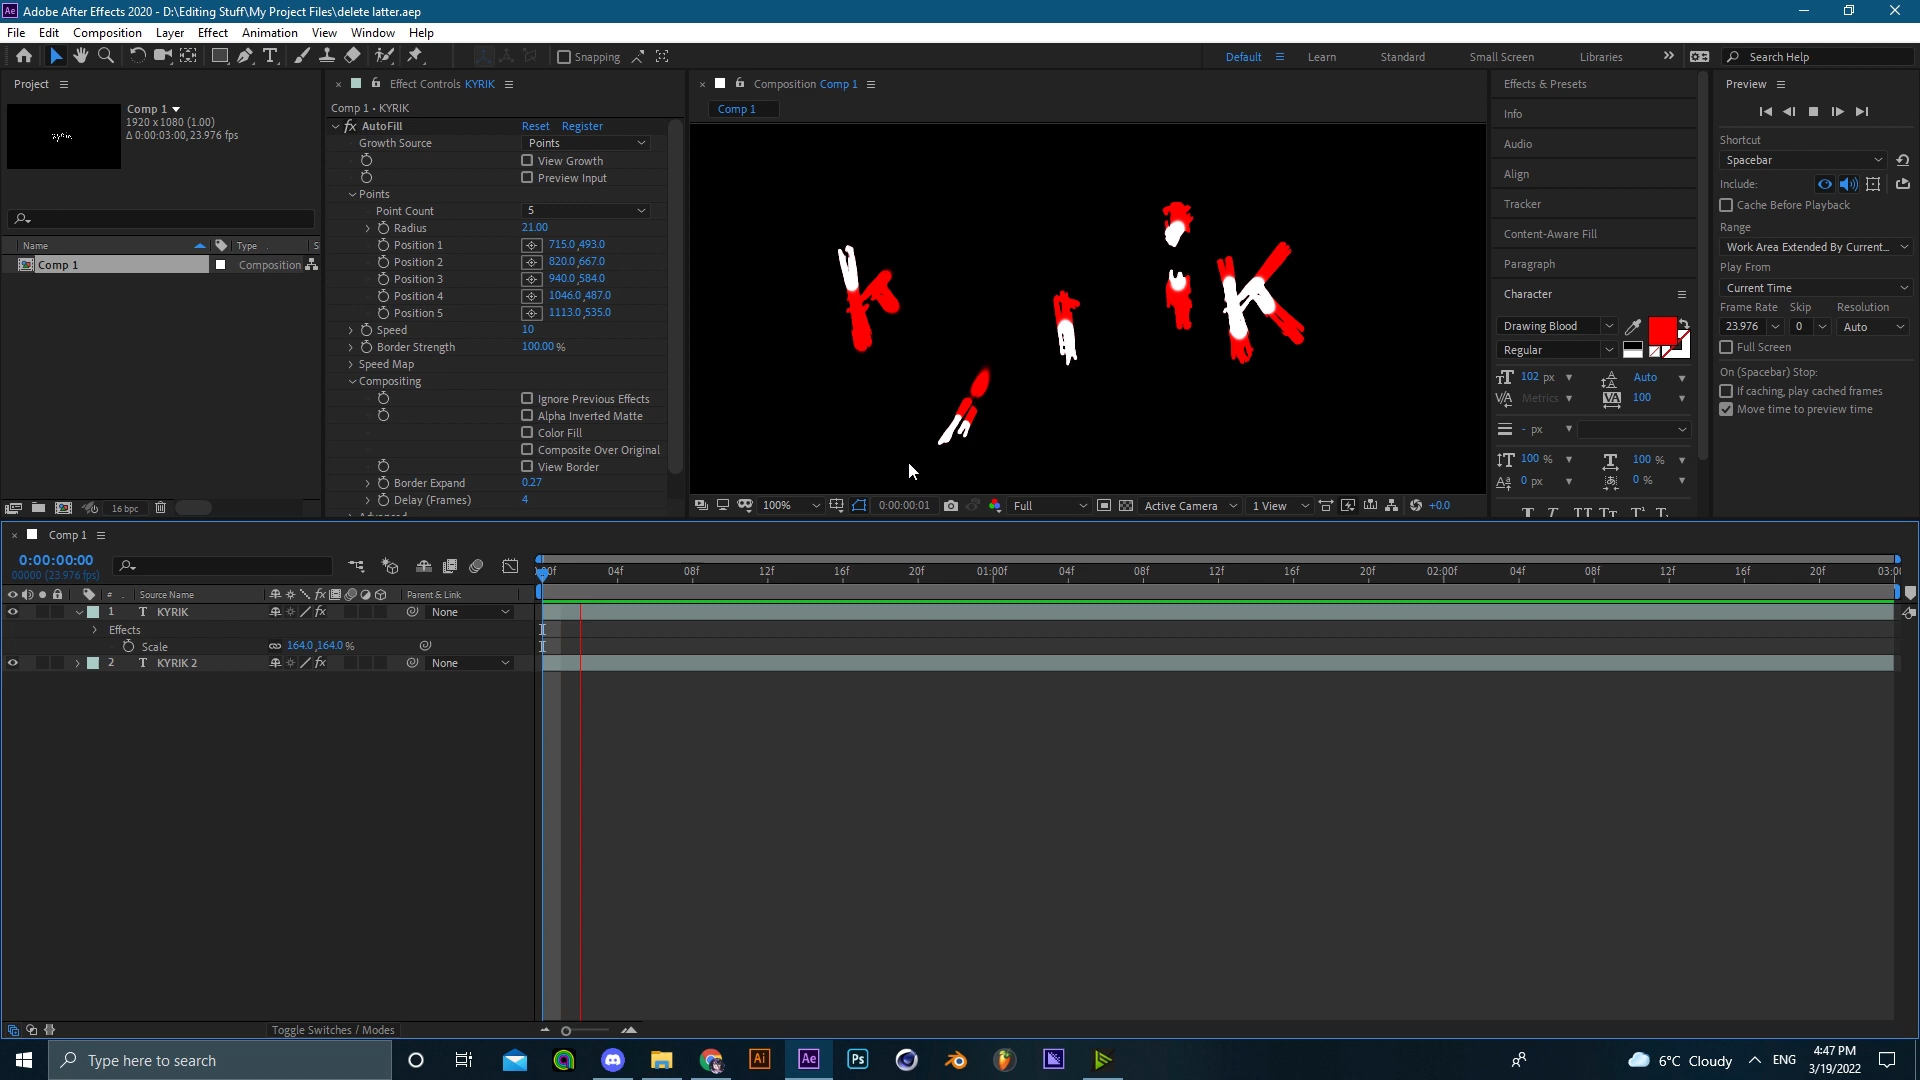 Adobe After Effects 2020 - D:\Editing Stuff\My Project Files\delete latter.aep
File Edit Composition Layer Effect Animation View Window Help
Snapping Default Learn Standard Small Screen Libraries Search Help
Project
Comp 1
1920 x 1080 (1.00)
Δ 0:00:03:00, 23.976 fps
Name Type S
Comp 1 Composition
16 bpc
Effect Controls KYRIK
Comp 1 • KYRIK
fx AutoFill Reset Register
Growth Source Points
View Growth
Preview Input
Points
Point Count 5
Radius 21.00
Position 1 715.0,493.0
Position 2 820.0,667.0
Position 3 940.0,584.0
Position 4 1046.0,487.0
Position 5 1113.0,535.0
Speed 10
Border Strength 100.00 %
Speed Map
Compositing
Ignore Previous Effects
Alpha Inverted Matte
Color Fill
Composite Over Original
View Border
Border Expand 0.27
Delay (Frames) 4
Composition Comp 1
Comp 1
100% 0:00:00:01 Full Active Camera 1 View +0.0
Effects & Presets
Info
Audio
Align
Tracker
Content-Aware Fill
Paragraph
Character
Drawing Blood
Regular
102 px Auto
Metrics 100
- px
100 % 100 %
0 px 0 %
Preview
Shortcut
Spacebar
Include:
Cache Before Playback
Range
Work Area Extended By Current...
Play From
Current Time
Frame Rate Skip Resolution
23.976 0 Auto
Full Screen
On (Spacebar) Stop:
If caching, play cached frames
Move time to preview time
Comp 1
0:00:00:00
00000 (23.976 fps)
04f 08f 12f 16f 20f 01:00f 04f 08f 12f 16f 20f 02:00f 04f 08f 12f 16f 20f
# Source Name Parent & Link
1 T KYRIK None
Effects
Scale 164.0,164.0 %
2 T KYRIK 2 None
Toggle Switches / Modes
Type here to search
Ai Ae Ps
6°C Cloudy ENG
4:47 PM
3/19/2022